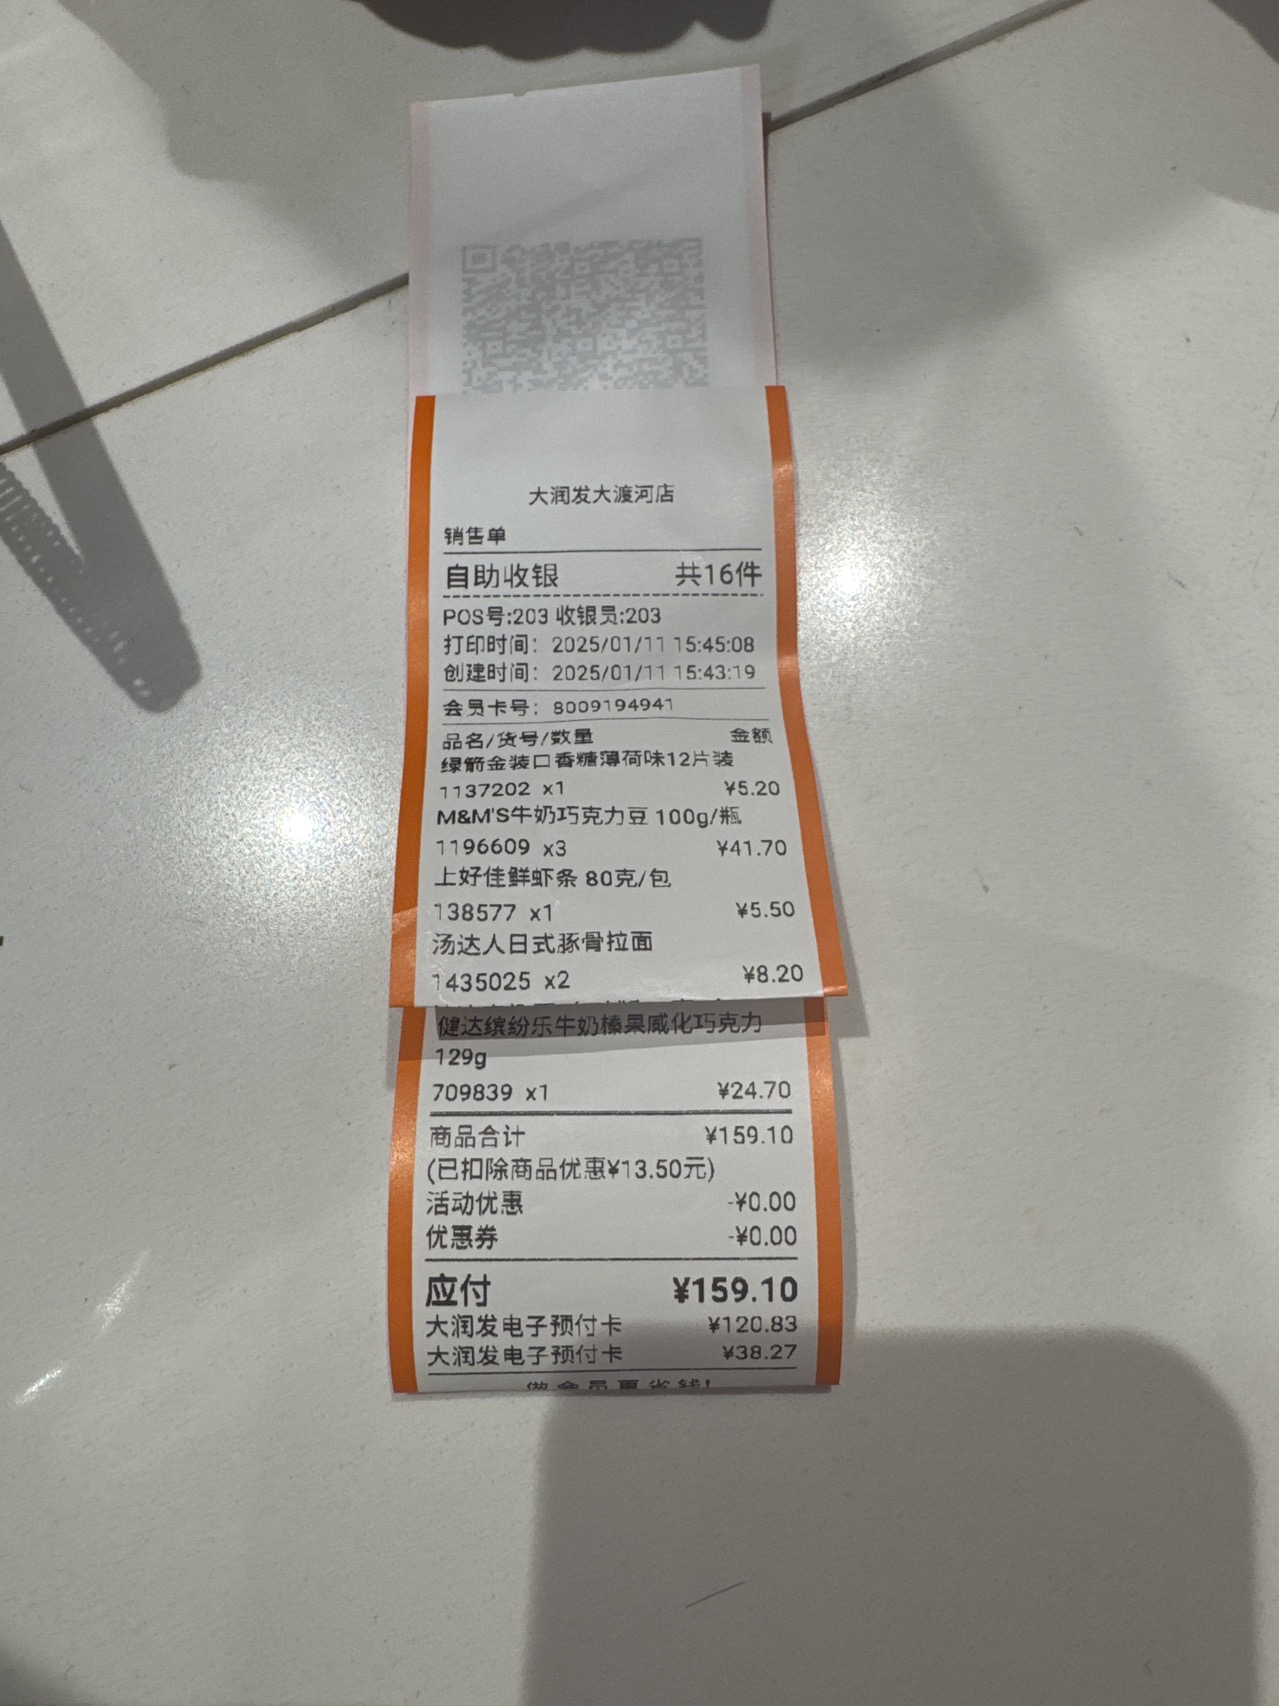 大润发大渡河店
销售单
自助收银 共16件
POS号:203 收银员:203
打印时间： 2025/01/11 15:45:08
创建时间： 2025/01/11 15:43:19
会员卡号： 8009194941
品名/货号/数量 金额
绿箭金装口香糖薄荷味12片装
1137202 x1 ¥5.20
M&M'S牛奶巧克力豆 100g/瓶
1196609 x3 ¥41.70
上好佳鲜虾条 80克/包
138577 x1 ¥5.50
汤达人日式豚骨拉面
1435025 x2 ¥8.20
健达缤纷乐牛奶榛果威化巧克力
129g
709839 x1 ¥24.70
商品合计 ¥159.10
(已扣除商品优惠¥13.50元)
活动优惠 -¥0.00
优惠券 -¥0.00
应付 ¥159.10
大润发电子预付卡 ¥120.83
大润发电子预付卡 ¥38.27
做会员更省钱!